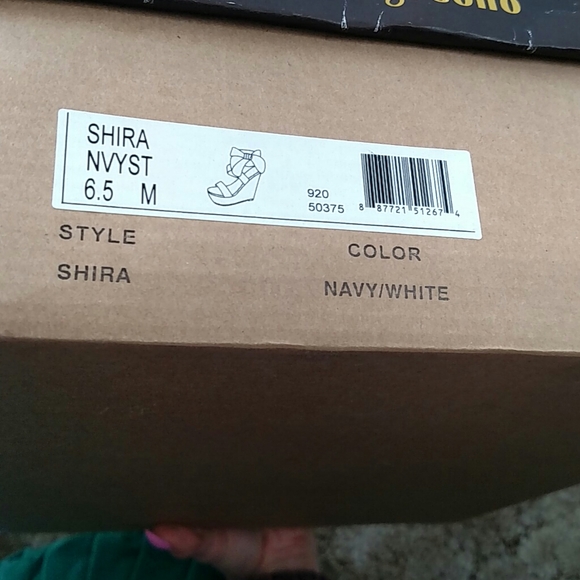 SHIRA
NVYST
6.5 M
920
50375
8 87721 51267 4
STYLE
COLOR
SHIRA
NAVY/WHITE